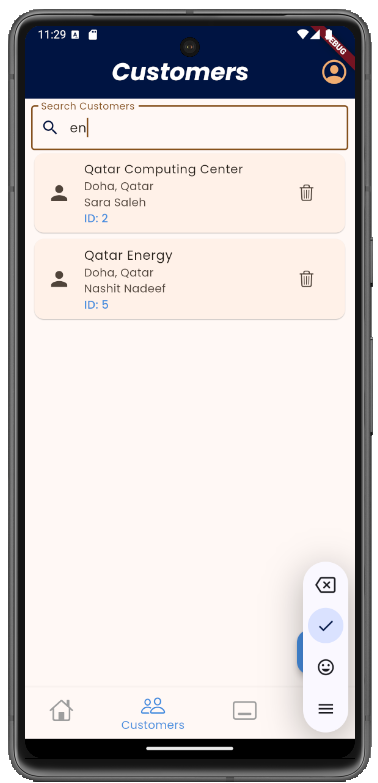 11:29
DEBUG
Customers
Search Customers
en
Qatar Computing Center
Doha, Qatar
Sara Saleh
ID: 2
Qatar Energy
Doha, Qatar
Nashit Nadeef
ID: 5
Customers